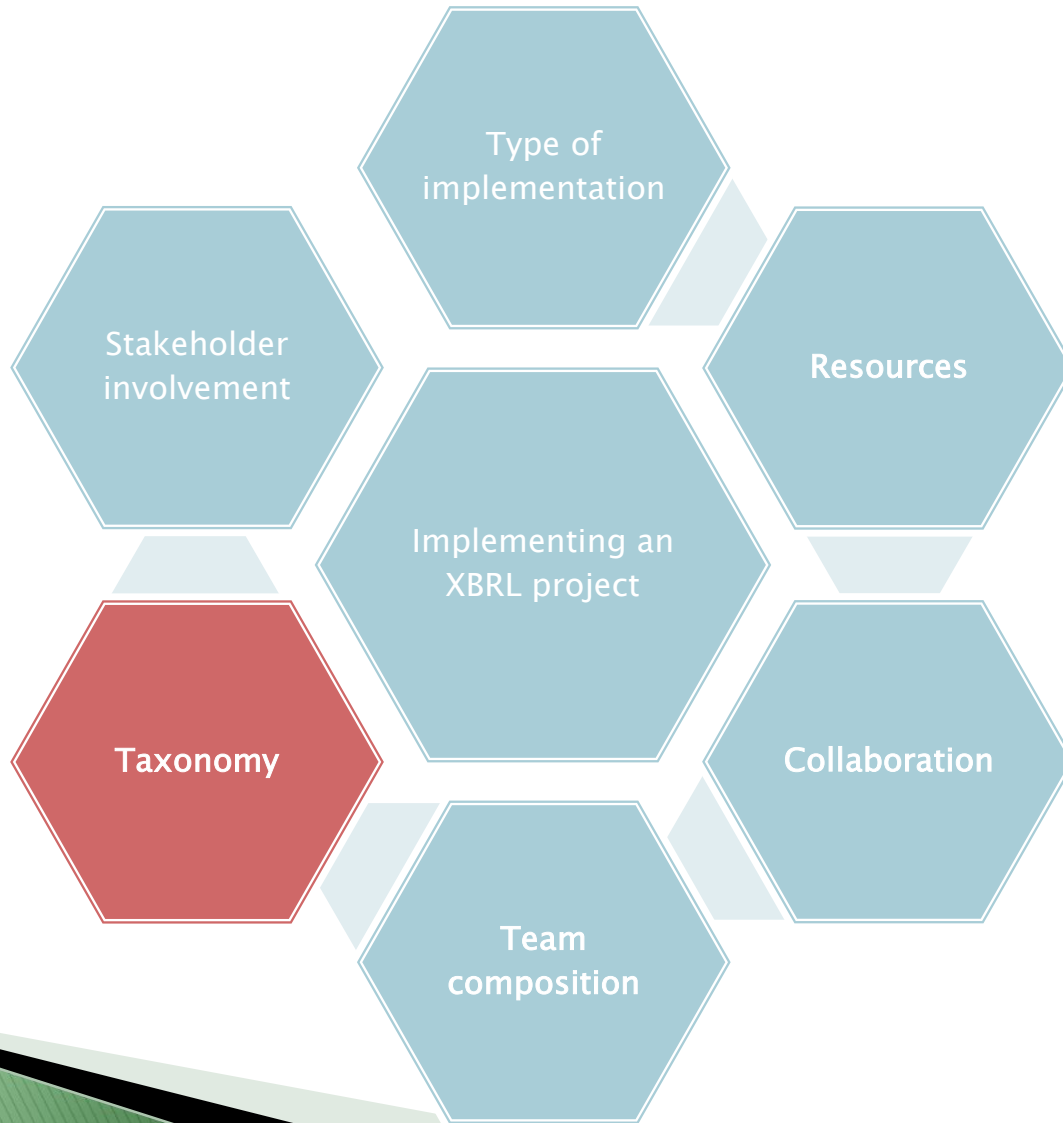 Type of
implementation
Stakeholder
involvement
Resources
Implementing an
XBRL project
Taxonomy
Collaboration
Team
composition